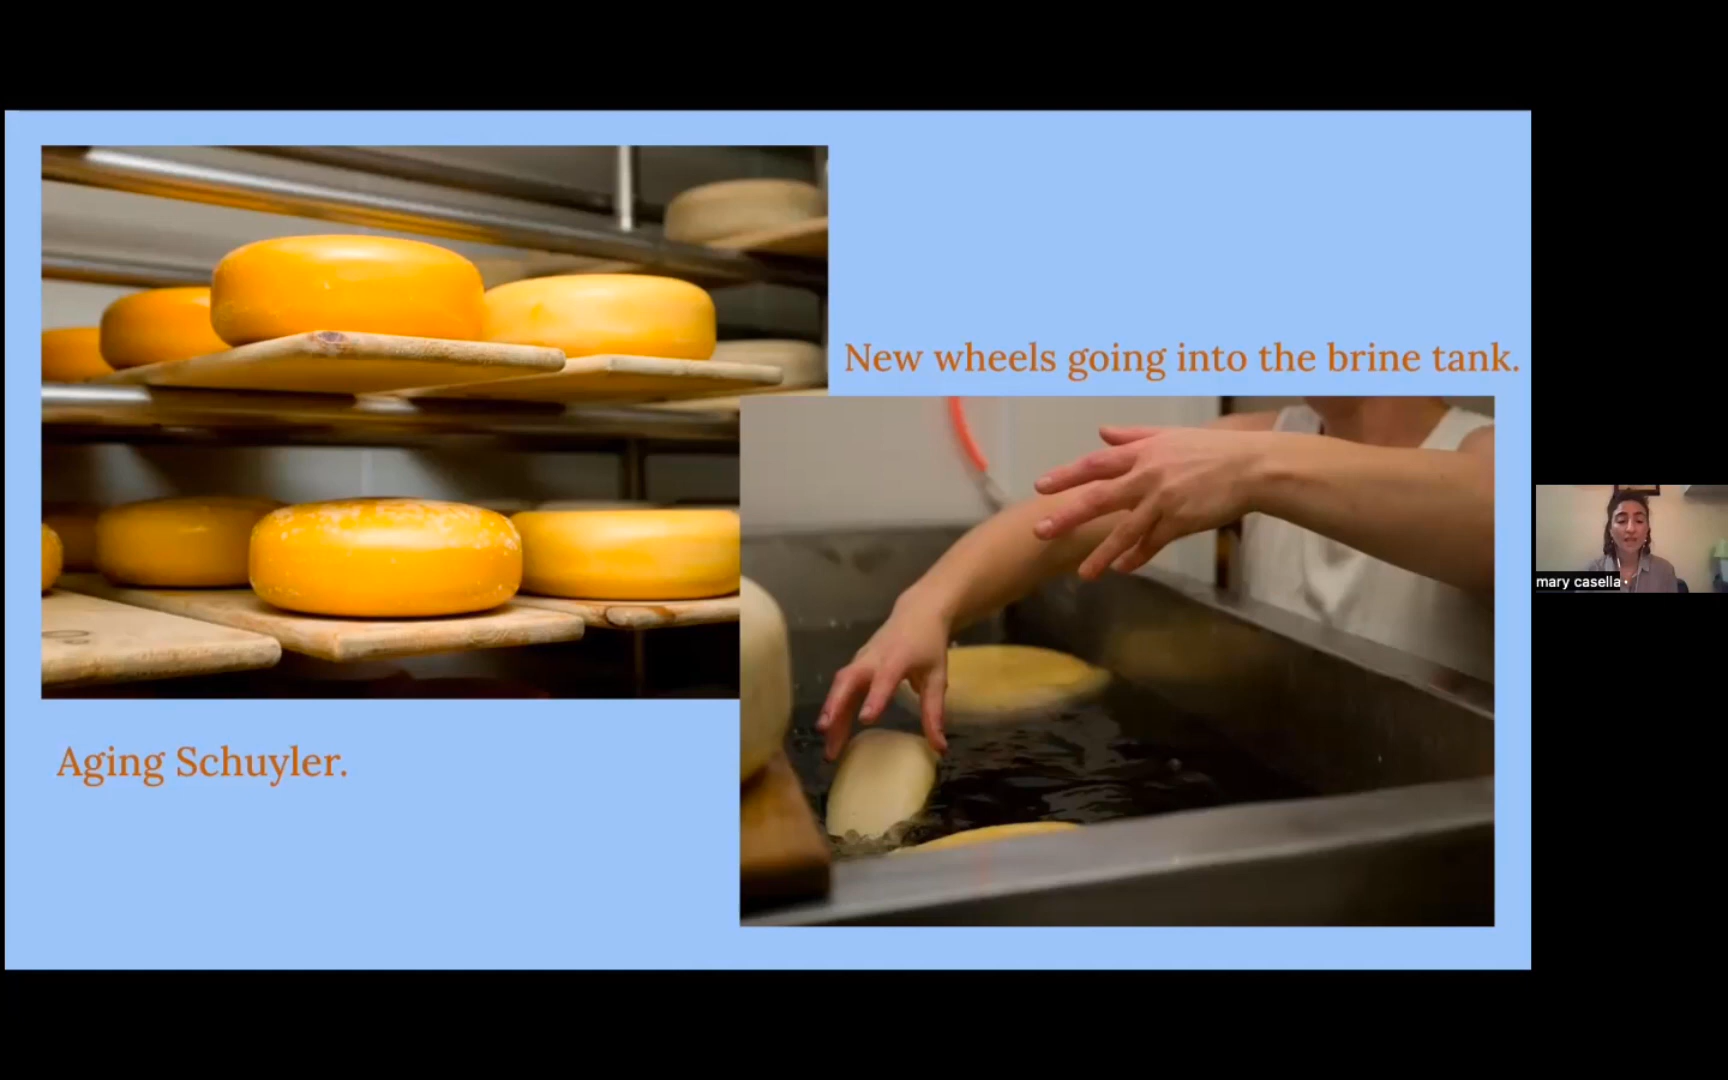 New wheels going into the brine tank.
Aging Schuyler.
mary casella